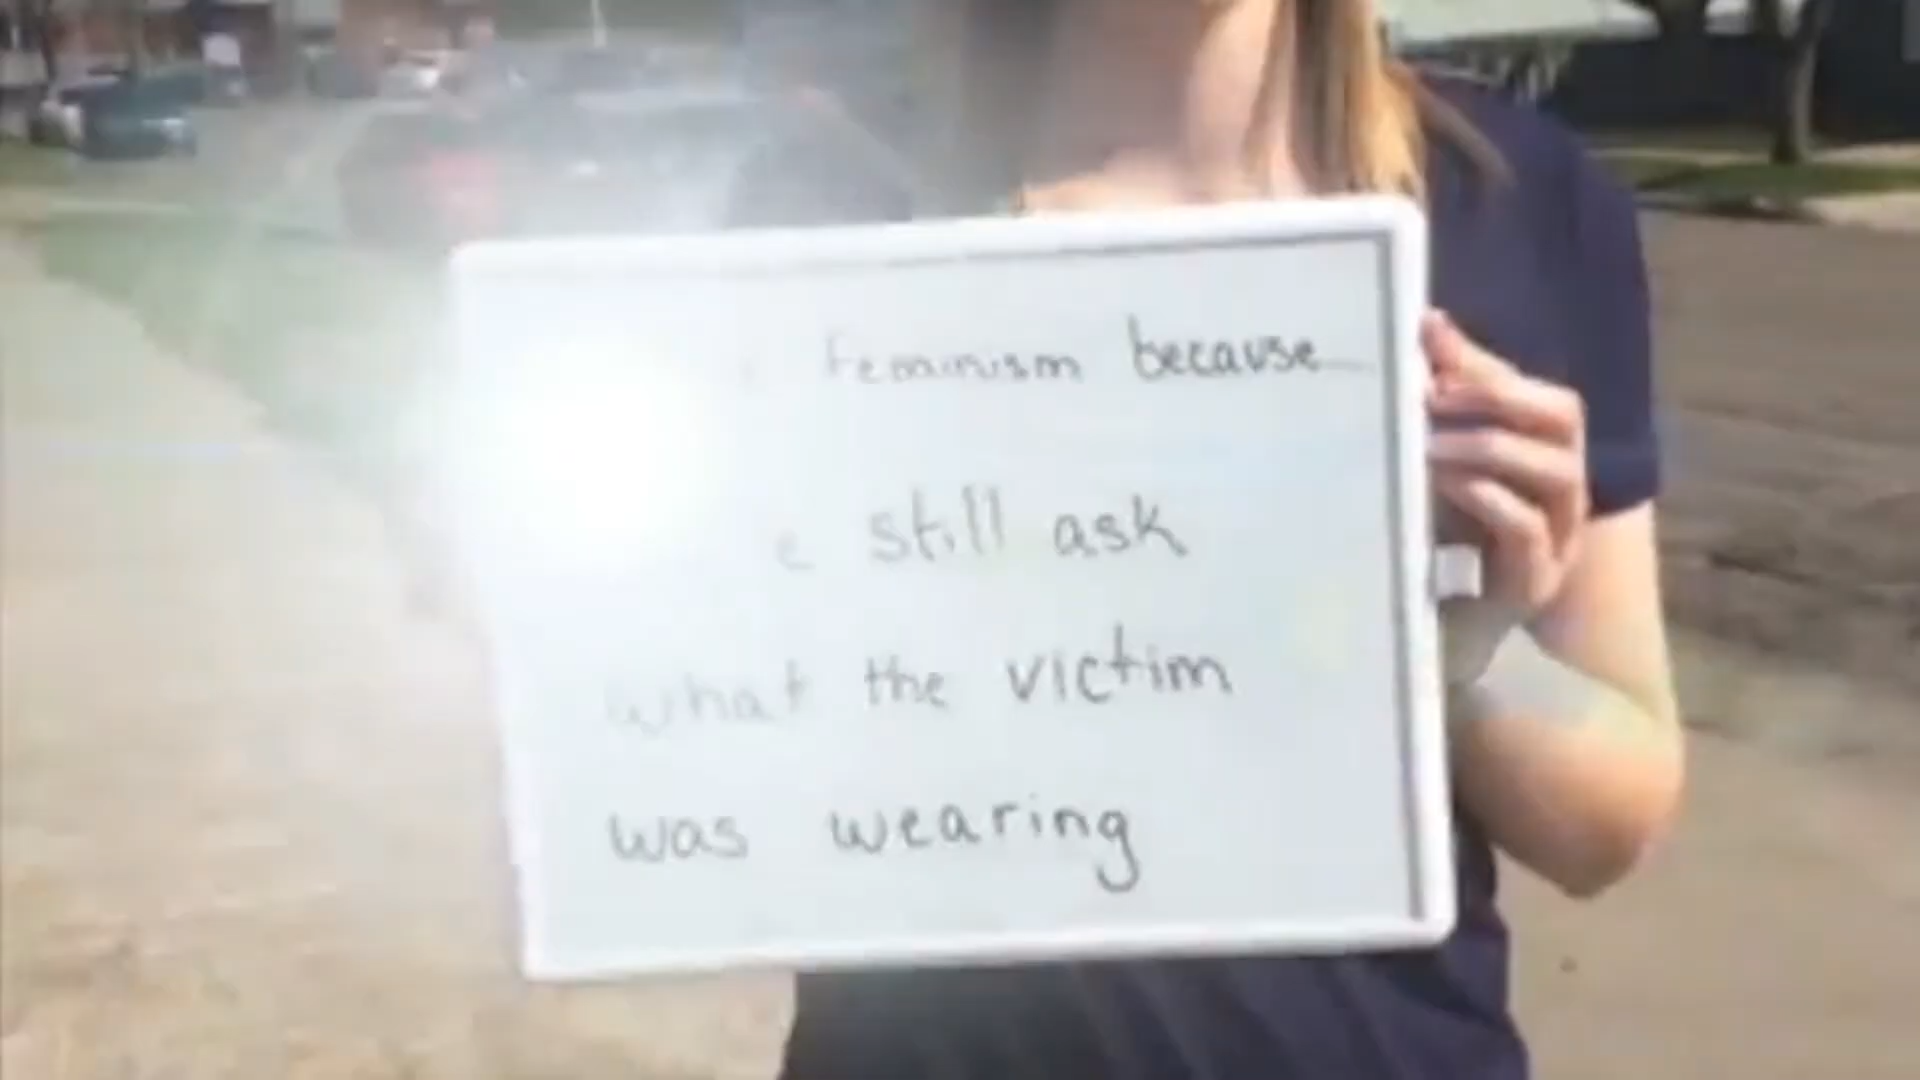 Feminism because
still ask
what the victim
was wearing